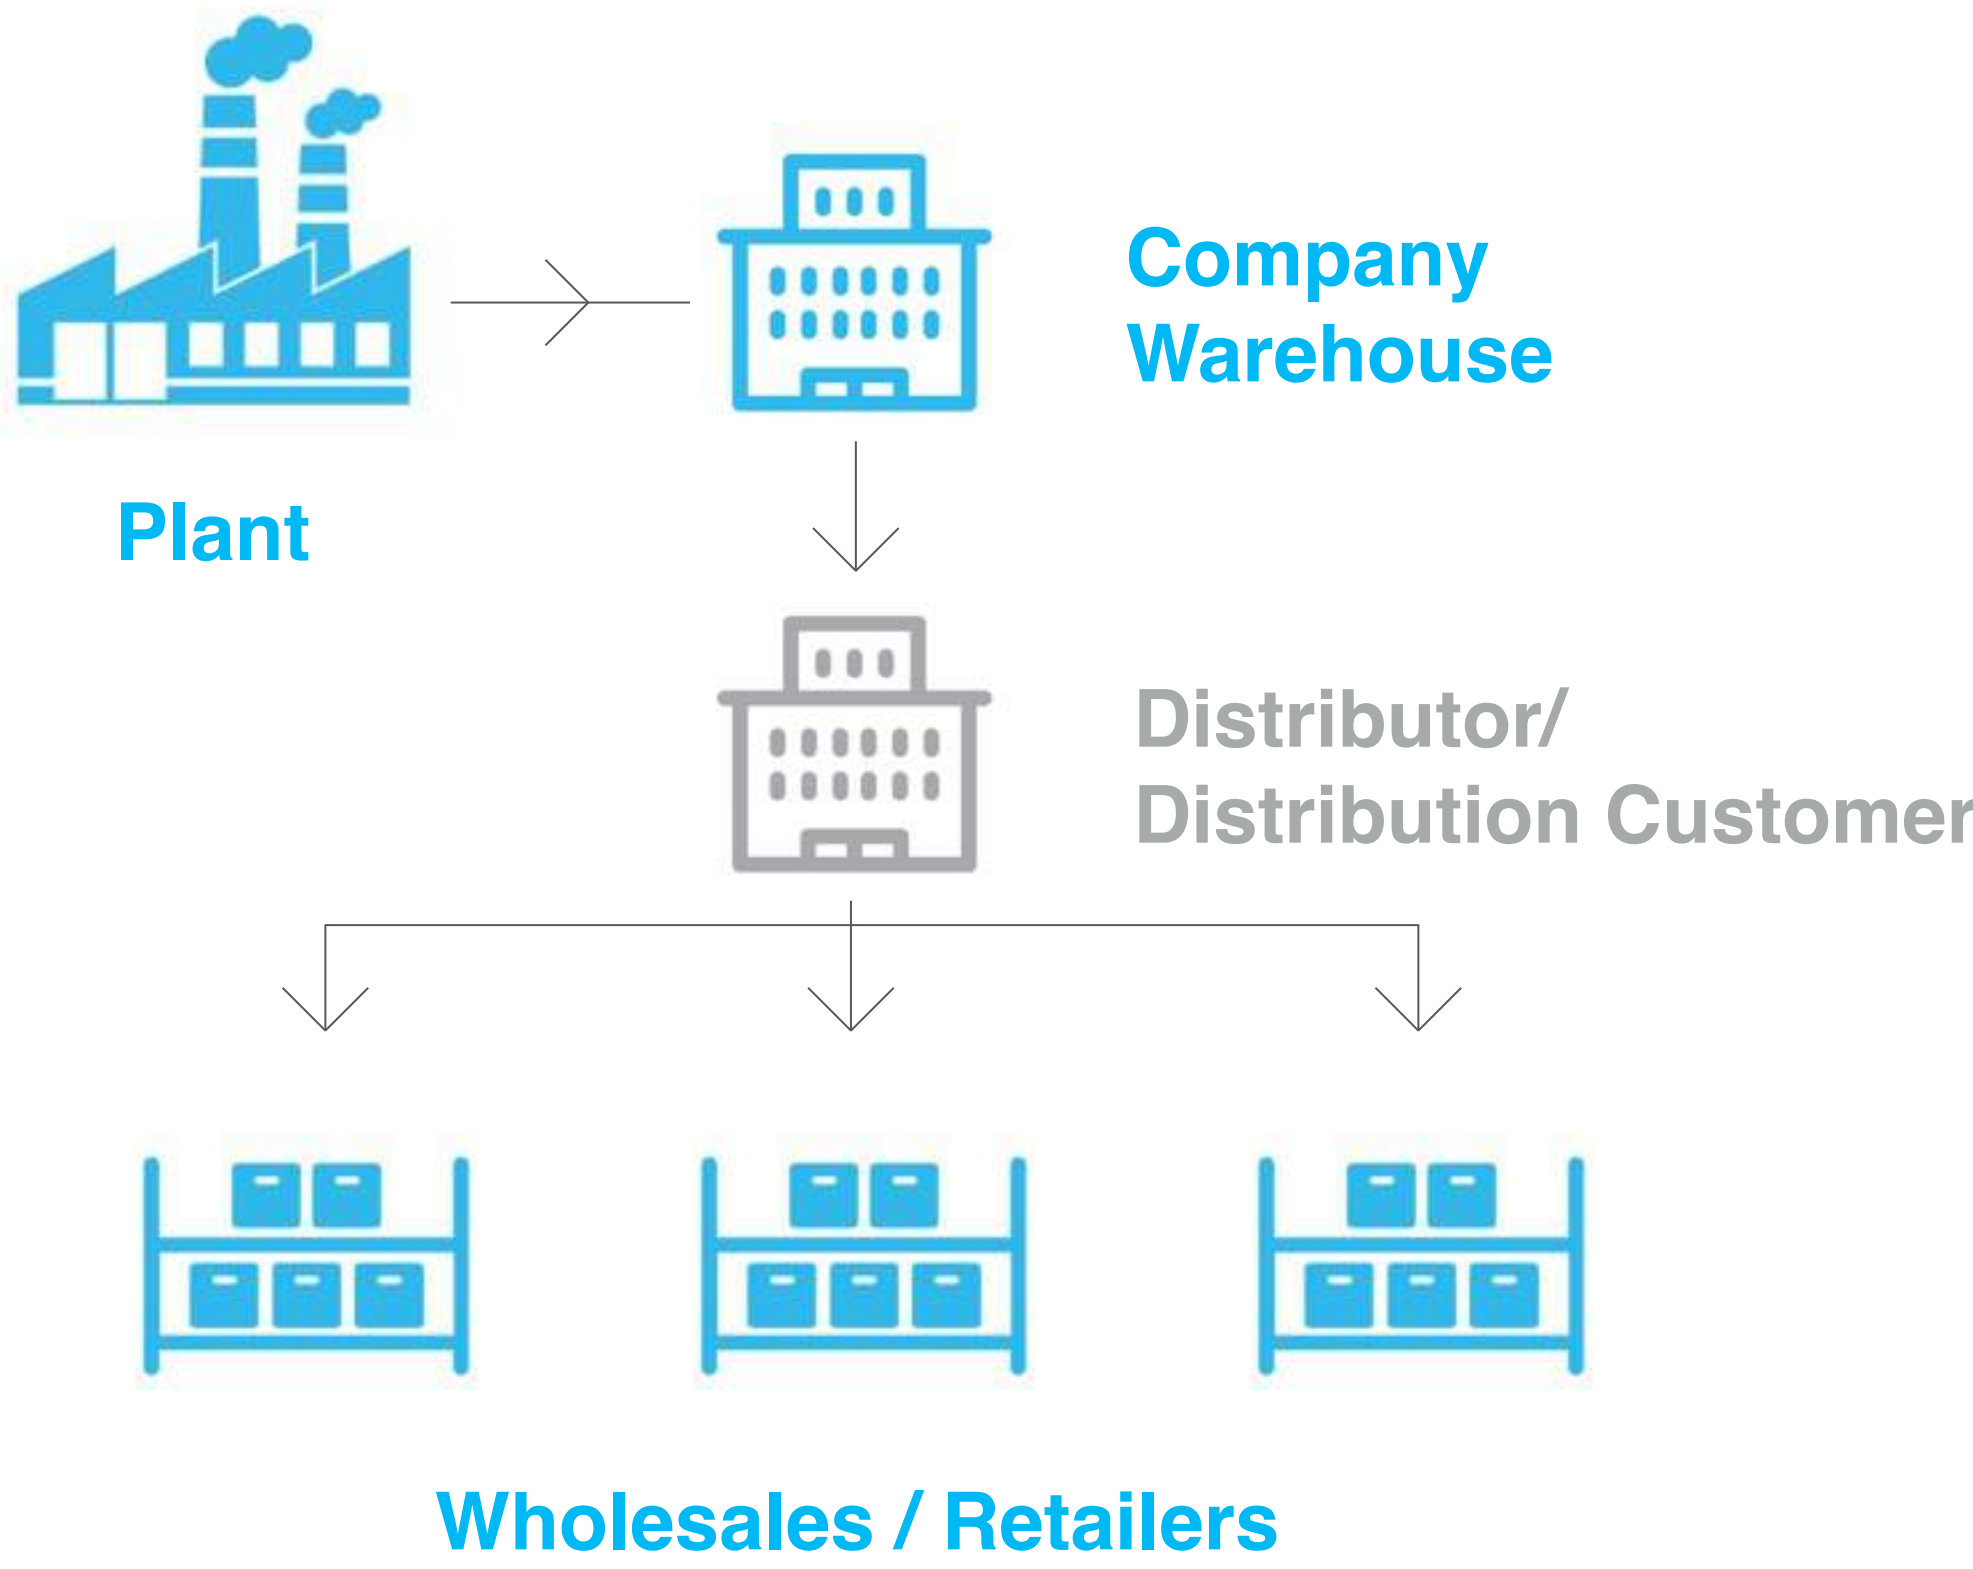 Company
Warehouse
Plant
Distributor/
Distribution Customer
Wholesales / Retailers